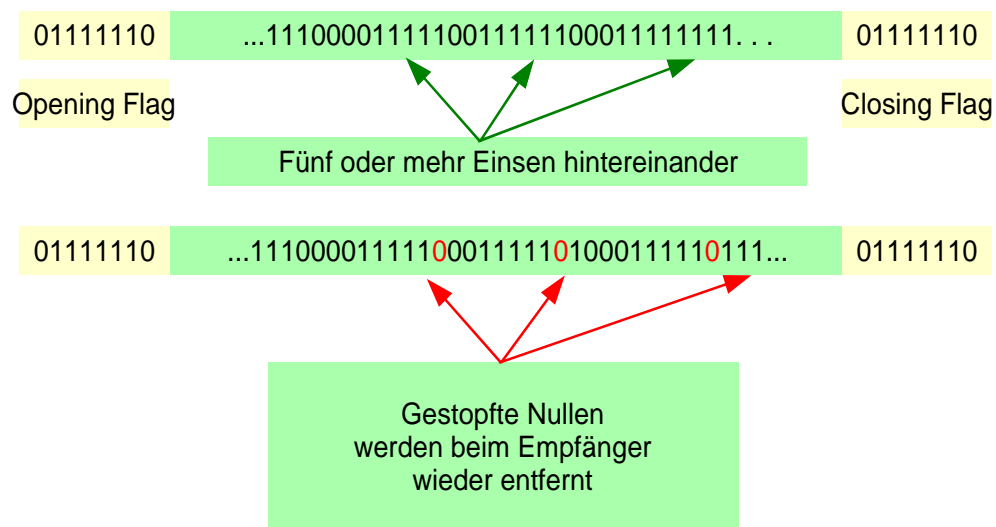 01111110 ...1110000111110011111100011111111. . . 01111110
Opening Flag Closing Flag
Fünf oder mehr Einsen hintereinander
01111110 ...1110000111110001111101000111110111... 01111110
Gestopfte Nullen
werden beim Empfänger
wieder entfernt